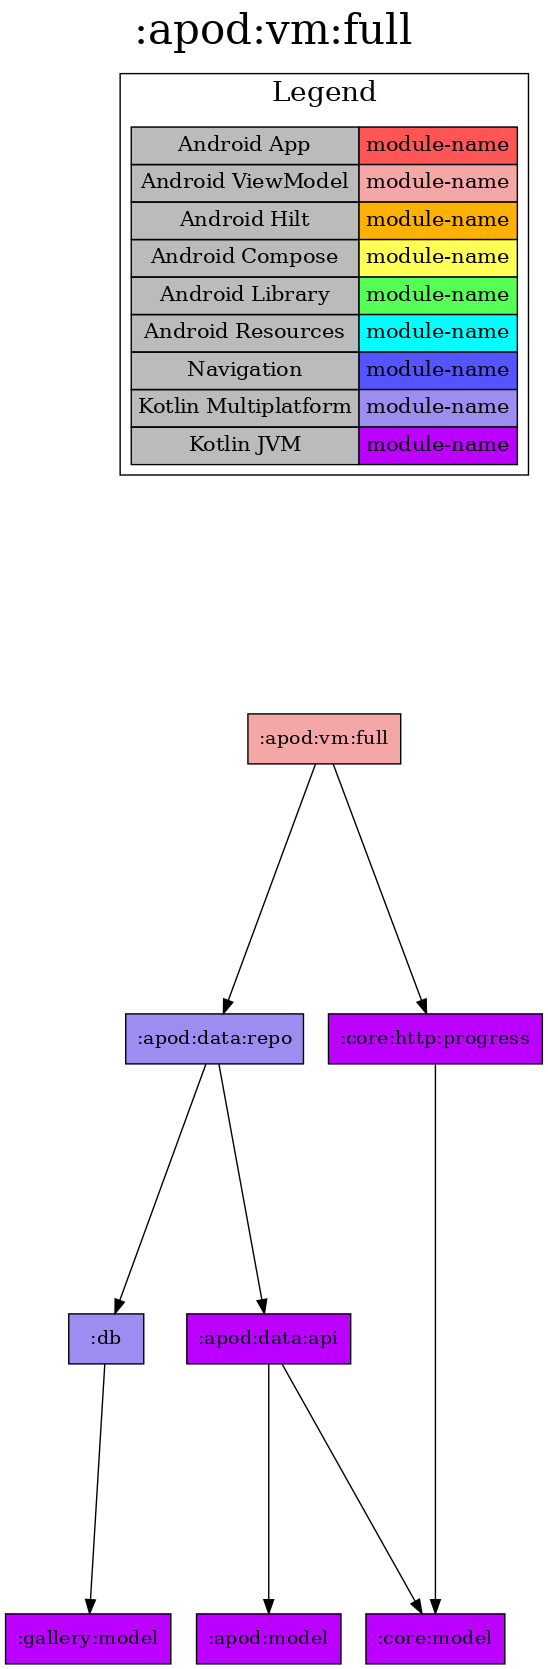 :apod:vm:full
Legend
Android App module-name
Android ViewModel module-name
Android Hilt module-name
Android Compose module-name
Android Library module-name
Android Resources module-name
Navigation module-name
Kotlin Multiplatform module-name
Kotlin JVM module-name
:apod:vm:full
:apod:data:repo :core:http:progress
:db :apod:data:api
:gallery:model :apod:model :core:model